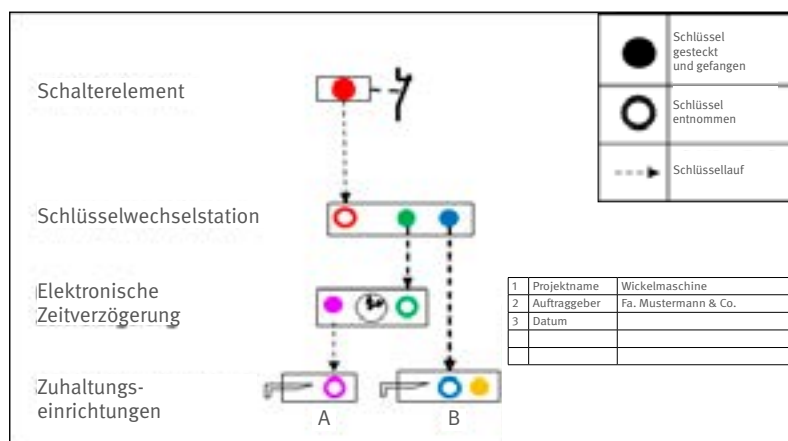 Schalterelement
Schlüssel
gesteckt
und gefangen
Schlüssel
entnommen
Schlüssellauf
Schlüsselwechselstation
Elektronische
Zeitverzögerung
1 Projektname Wickelmaschine
2 Auftraggeber Fa. Mustermann & Co.
3 Datum
Zuhaltungs-
einrichtungen
A
B